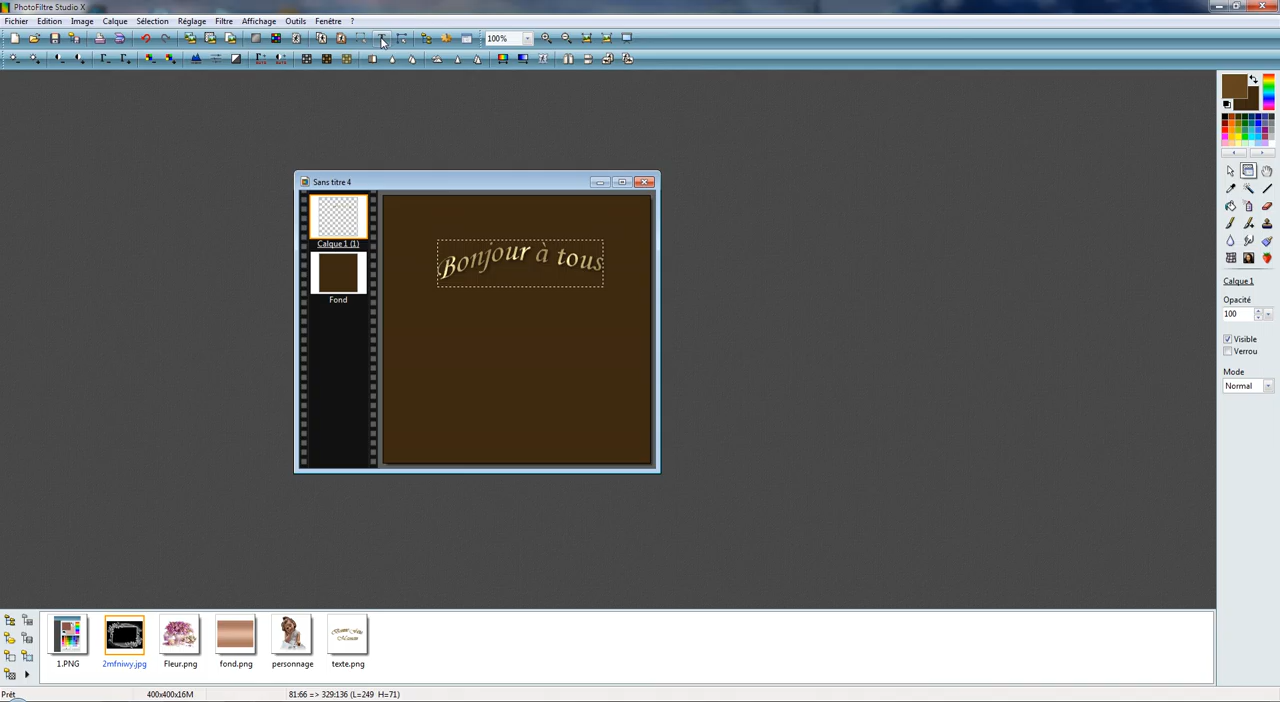 PhotoFiltre Studio X
Fichier Edition Image Calque Sélection Réglage Filtre Affichage Outils Fenêtre ?
100%
Sans titre 4
Calque 1 (1)
Fond
Bonjour à tous
Calque 1
Opacité
100
Visible
Verrou
Mode
Normal
1.PNG 2mfniwy.jpg Fleur.png fond.png personnage texte.png
Prêt 400x400x16M 81:66 => 329:136 (L=249 H=71)